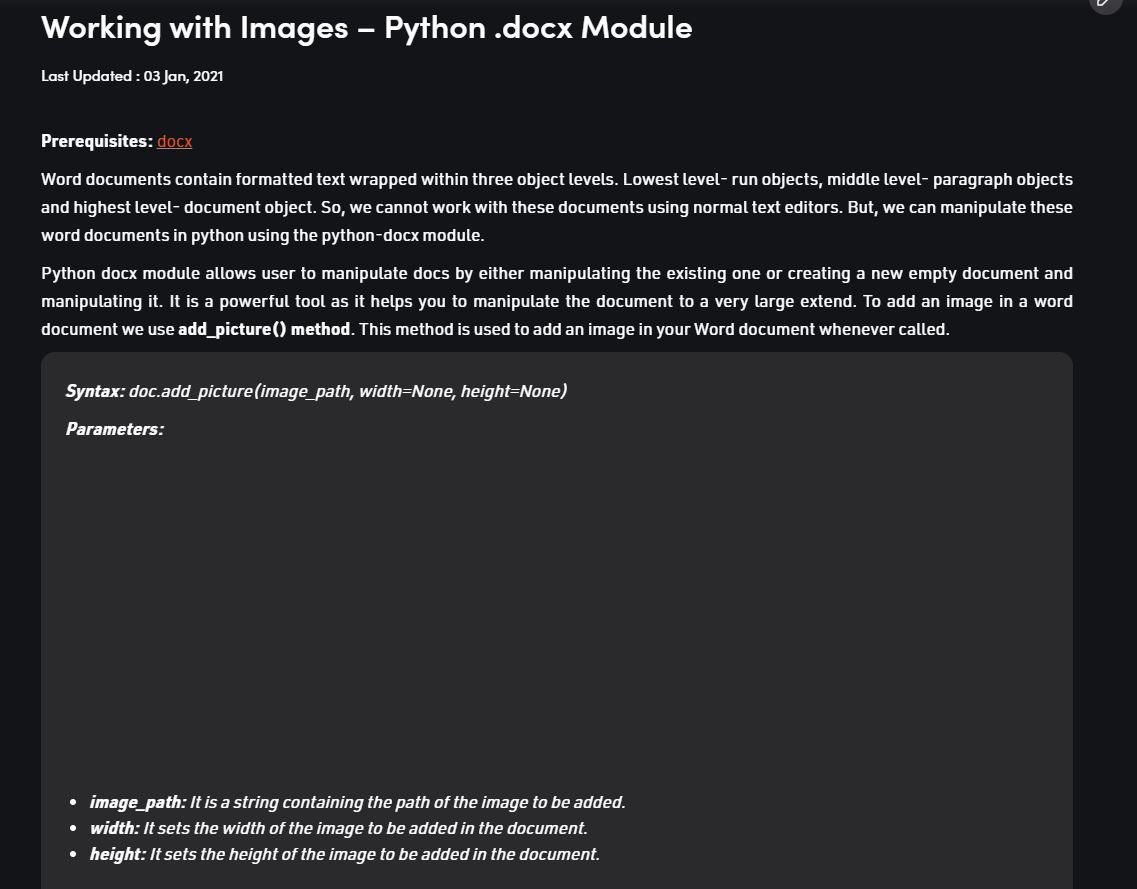 Working with Images – Python .docx Module
Last Updated : 03 Jan, 2021
Prerequisites: docx
Word documents contain formatted text wrapped within three object levels. Lowest level- run objects, middle level- paragraph objects
and highest level- document object. So, we cannot work with these documents using normal text editors. But, we can manipulate these
word documents in python using the python-docx module.
Python docx module allows user to manipulate docs by either manipulating the existing one or creating a new empty document and
manipulating it. It is a powerful tool as it helps you to manipulate the document to a very large extend. To add an image in a word
document we use add_picture() method. This method is used to add an image in your Word document whenever called.
Syntax: doc.add_picture(image_path, width=None, height=None)
Parameters:
• image_path: It is a string containing the path of the image to be added.
• width: It sets the width of the image to be added in the document.
• height: It sets the height of the image to be added in the document.